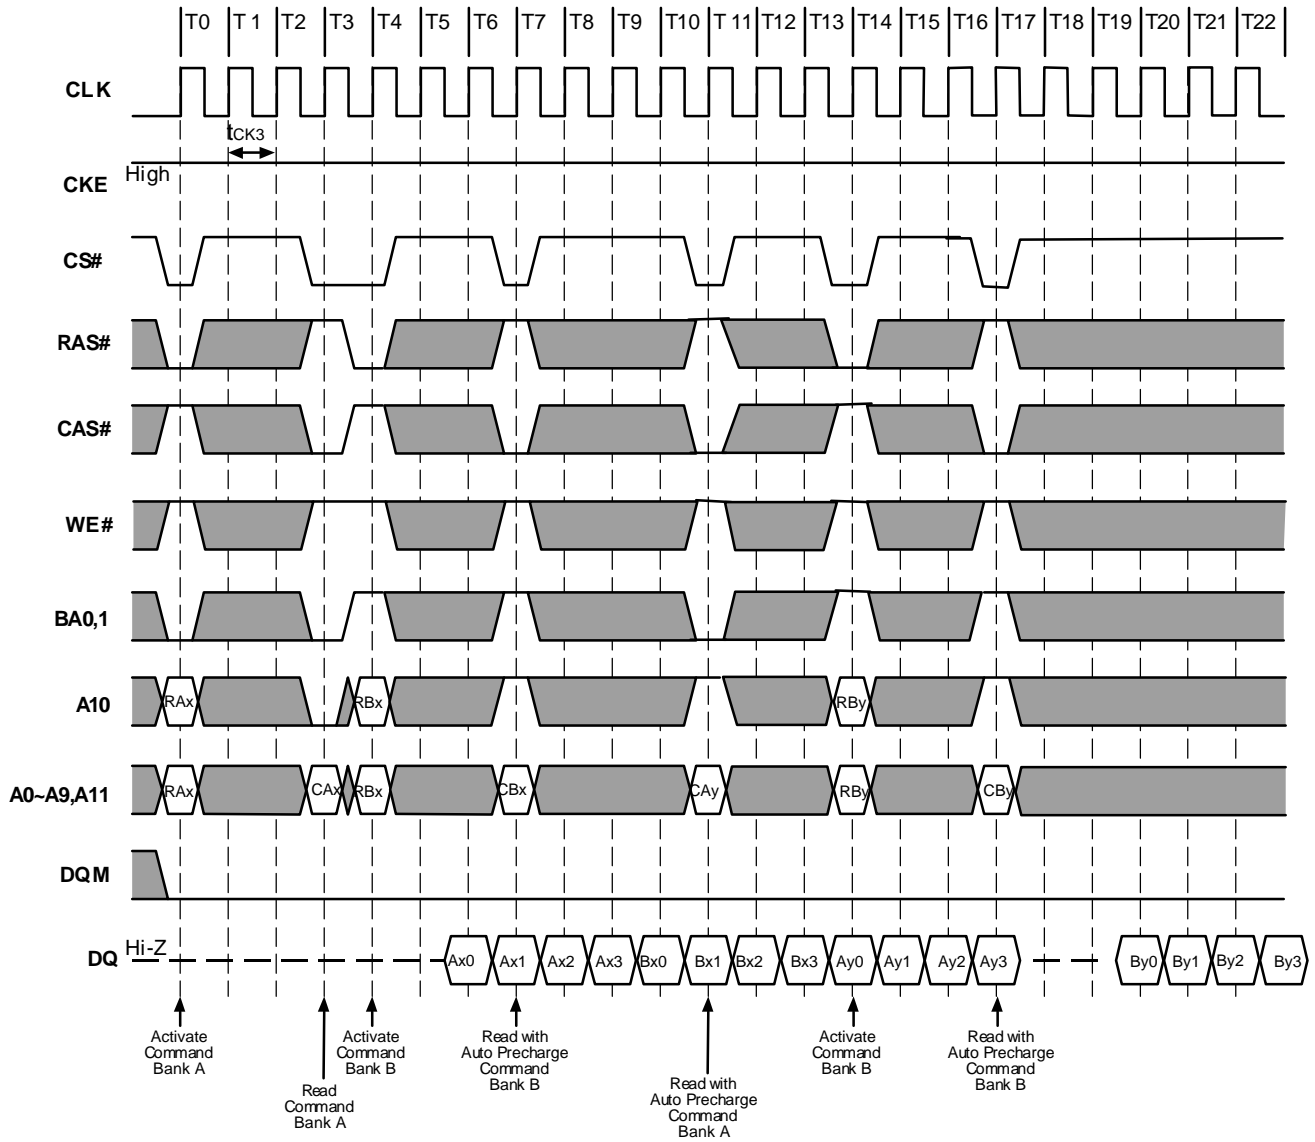 T0 T 1 T2 T3 T4 T5 T6 T7 T8 T9 T10 T 11 T12 T13 T14 T15 T16 T17 T18 T19 T20 T21 T22
CLK
tCK3
High
CKE
CS#
RAS#
CAS#
WE#
BA0,1
A10
RAx RBx RBy
A0~A9,A11
RAx CAx RBx CBx CAy RBy CBy
DQM
DQ
Hi-Z
Ax0 Ax1 Ax2 Ax3 Bx0 Bx1 Bx2 Bx3 Ay0 Ay1 Ay2 Ay3 By0 By1 By2 By3
Activate
Command
Bank A
Read
Command
Bank A
Activate
Command
Bank B
Read with
Auto Precharge
Command
Bank B
Read with
Auto Precharge
Command
Bank A
Activate
Command
Bank B
Read with
Auto Precharge
Command
Bank B